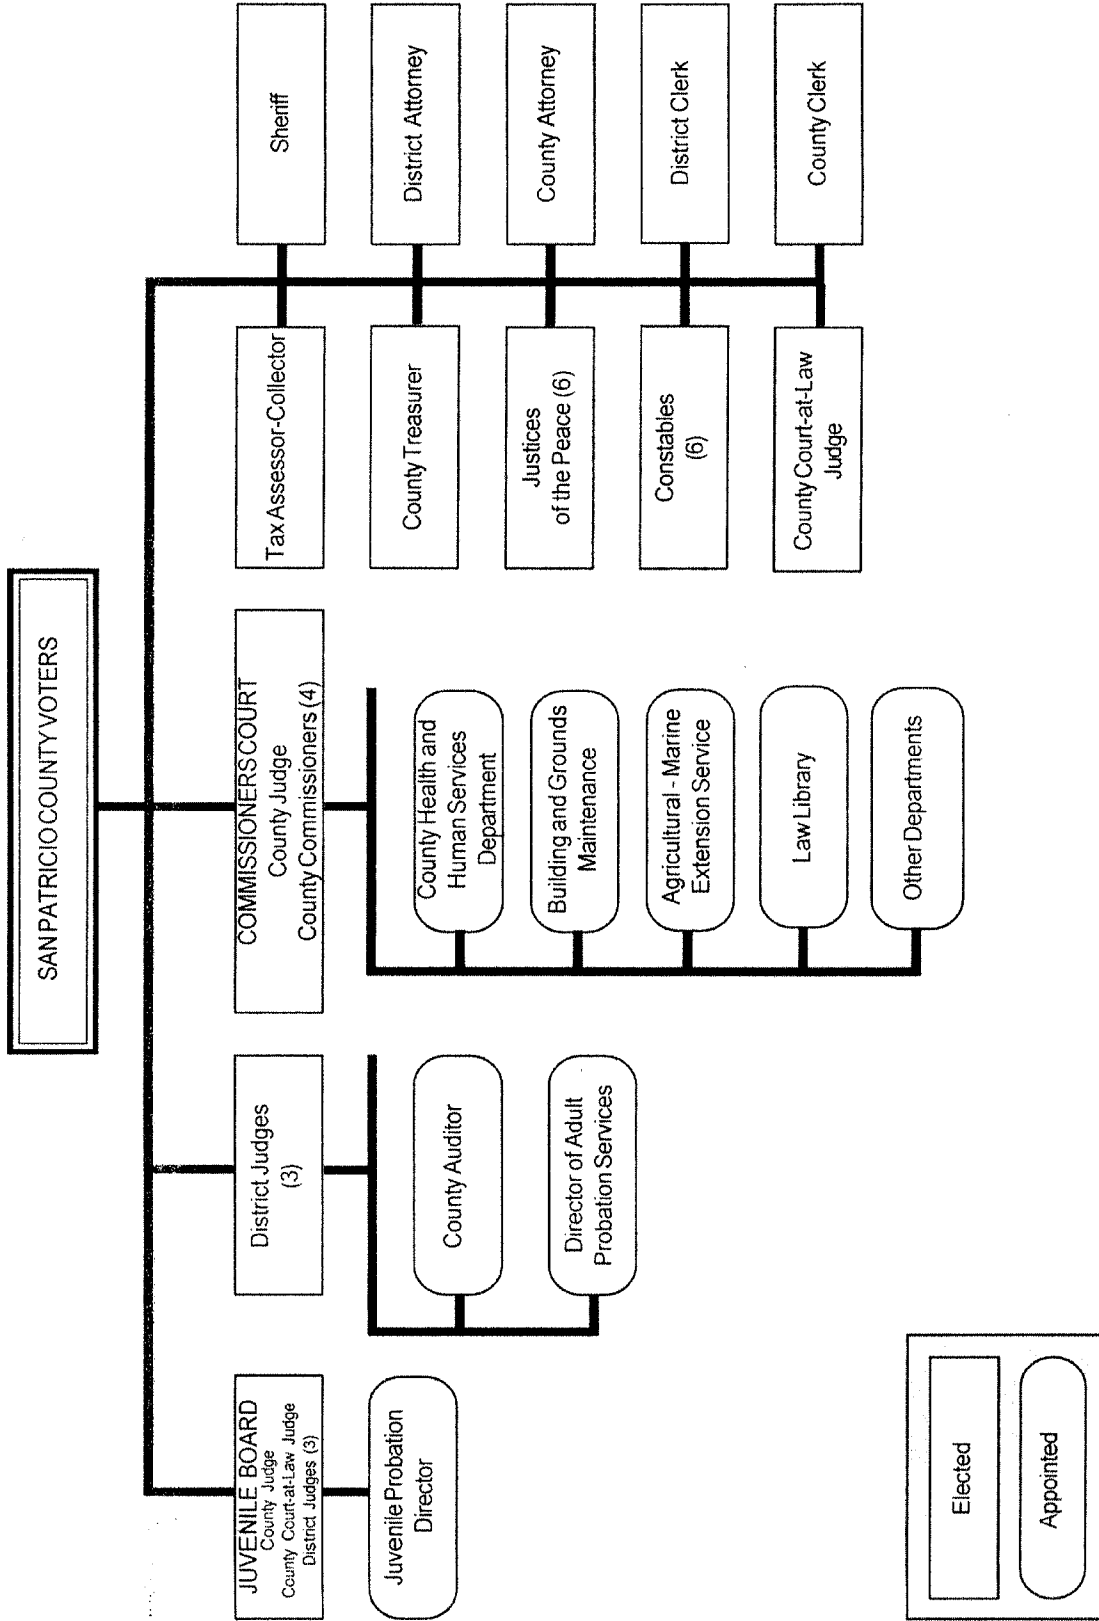 SAN PATRICIO COUNTY VOTERS
JUVENILE BOARD
County Judge
County Court-at-Law Judge
District Judges (3)
Juvenile Probation
Director
District Judges
(3)
County Auditor
Director of Adult
Probation Services
COMMISSIONERS COURT
County Judge
County Commissioners (4)
County Health and
Human Services
Department
Building and Grounds
Maintenance
Agricultural - Marine
Extension Service
Law Library
Other Departments
Tax Assessor-Collector
Sheriff
County Treasurer
District Attorney
Justices
of the Peace (6)
County Attorney
Constables
(6)
District Clerk
County Court-at-Law
Judge
County Clerk
Elected
Appointed